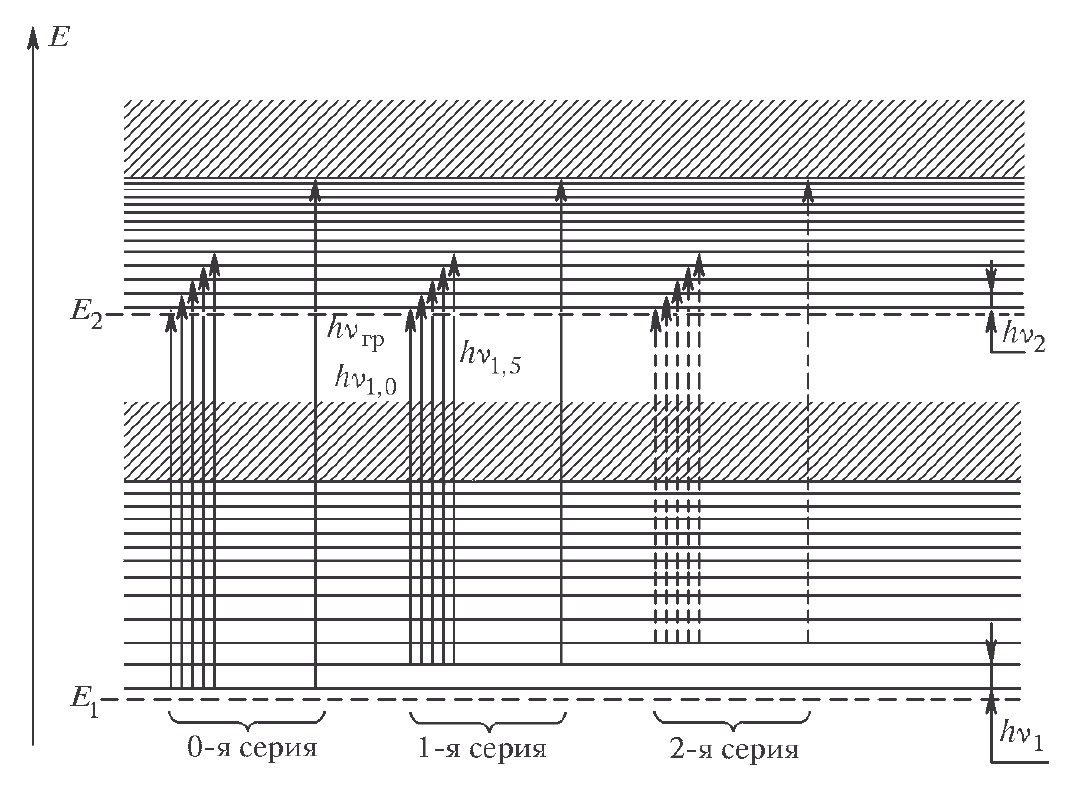 E
E₂
hν₂
hνгр
hν₁,₀
hν₁,₅
E₁
hν₁
0-я серия
1-я серия
2-я серия